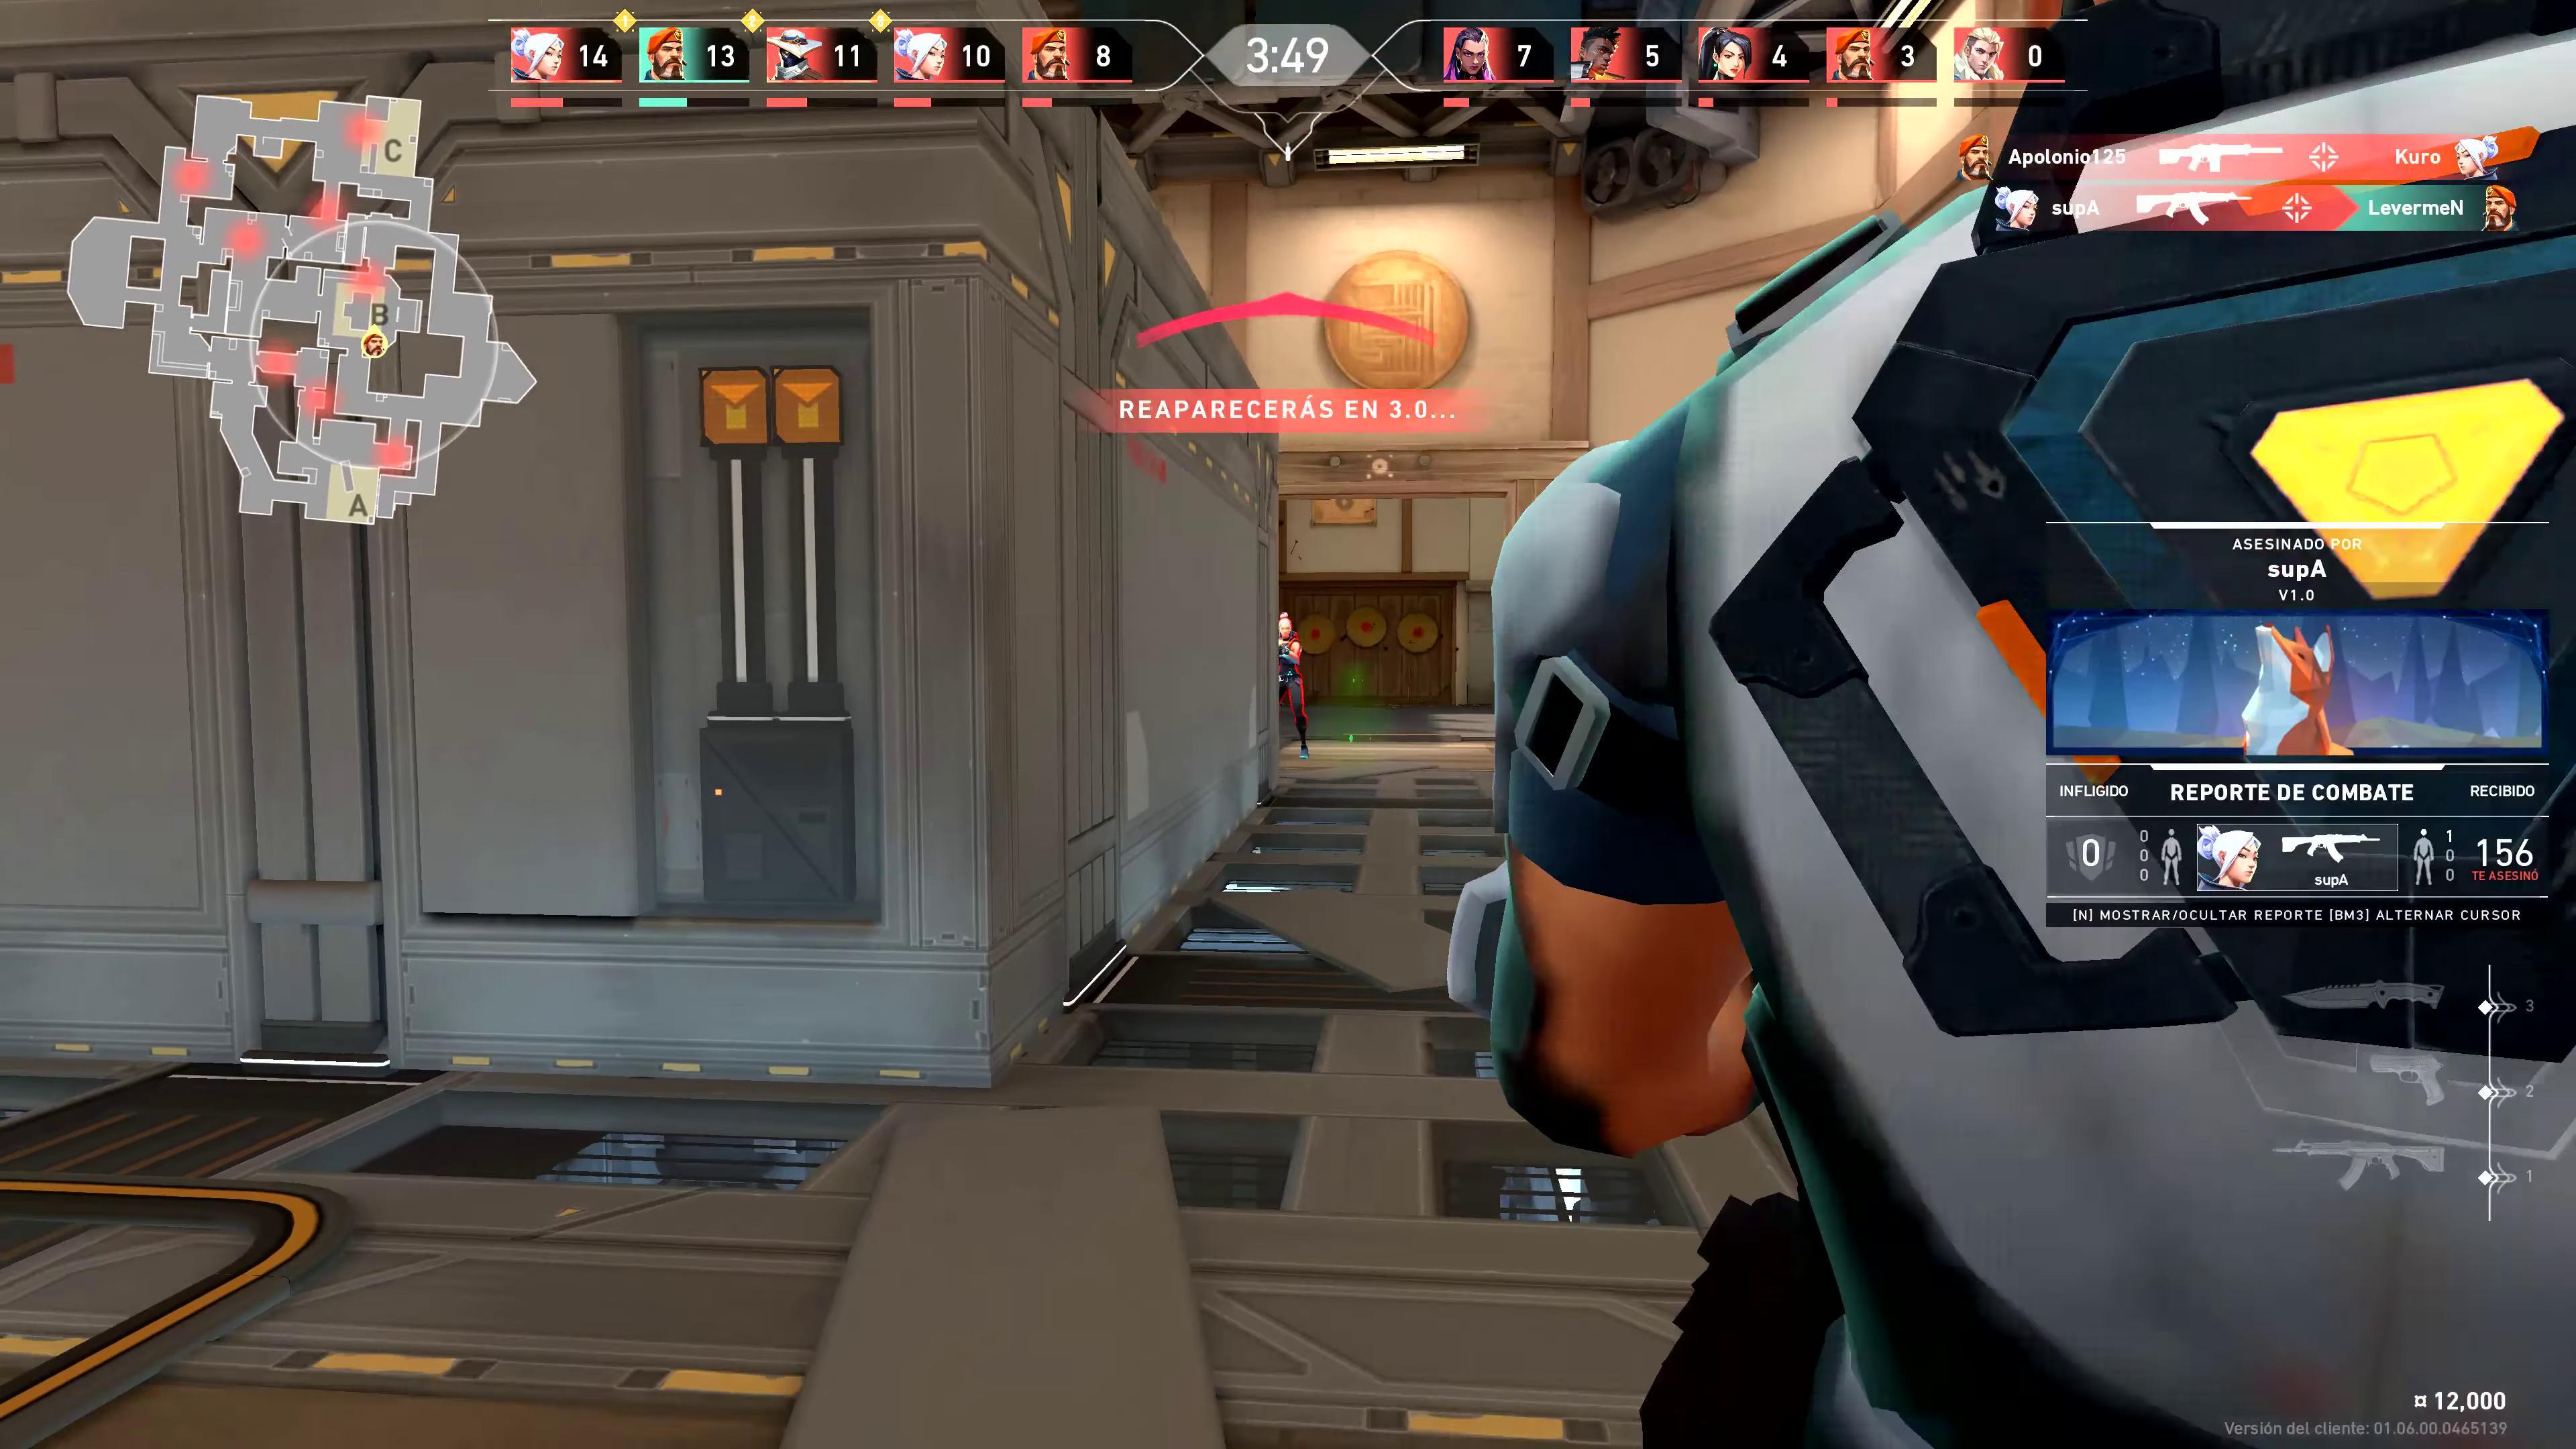 14
13
11
10
8
3:49
7
5
4
3
0
1
2
3
C
B
A
Apolonio125
Kuro
supA
LevermeN
REAPARECERÁS EN 3.0...
ASESINADO POR
supA
V1.0
INFLIGIDO REPORTE DE COMBATE RECIBIDO
0
0
0
0
supA
1
0
0
156
TE ASESINÓ
[N] MOSTRAR/OCULTAR REPORTE [BM3] ALTERNAR CURSOR
3
2
1
¤ 12,000
Versión del cliente: 01.06.00.0465139